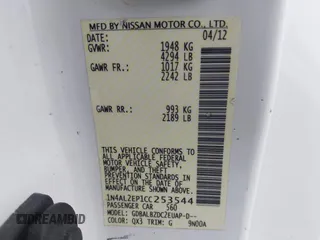 MFD BY NISSAN MOTOR CO., LTD.
DATE: 04/12
GVWR: 1948 KG
4294 LB
GAWR FR.: 1017 KG
2242 LB
GAWR RR.: 993 KG
2189 LB
THIS VEHICLE CONFORMS TO ALL APPLICABLE FEDERAL MOTOR VEHICLE SAFETY, BUMPER, AND THEFT PREVENTION STANDARDS IN EFFECT ON THE DATE OF MANUFACTURE SHOWN ABOVE.
1N4AL2EP1CC253544
PASSENGER CAR 560
MODEL: GDBALBZDC2EUAP-D--
COLOR: QX3 TRIM: G 9N00A
DREAMBID